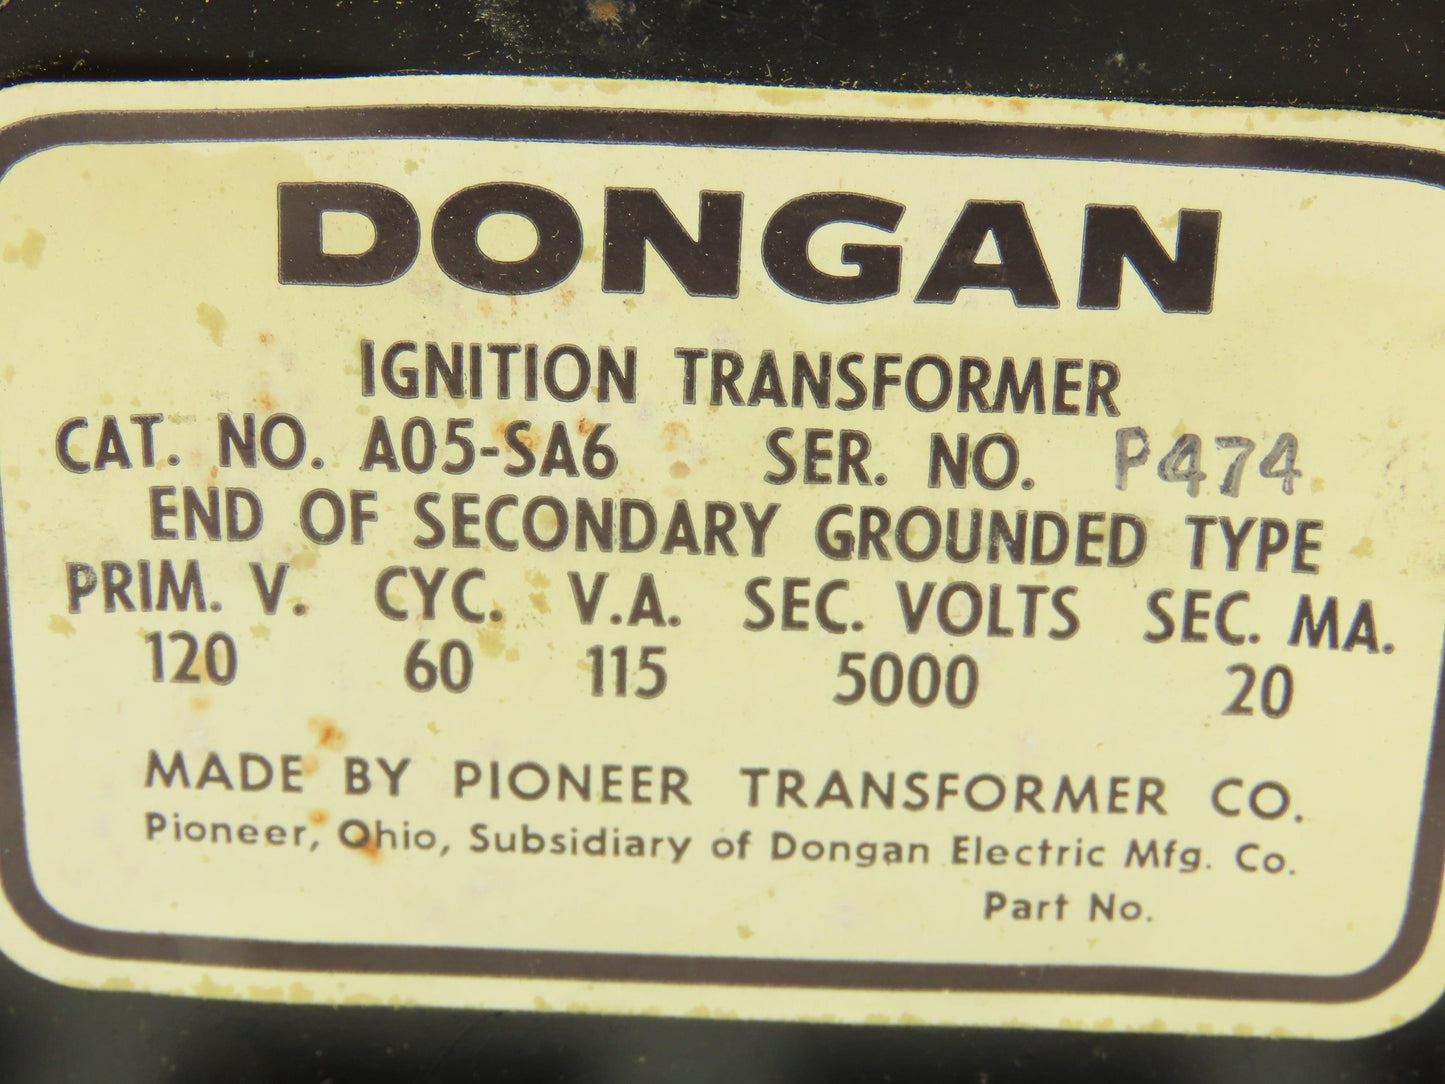 DONGAN
IGNITION TRANSFORMER
CAT. NO. A05-SA6 SER. NO. P474
END OF SECONDARY GROUNDED TYPE
PRIM. V. CYC. V.A. SEC. VOLTS SEC. MA.
120 60 115 5000 20
MADE BY PIONEER TRANSFORMER CO.
Pioneer, Ohio, Subsidiary of Dongan Electric Mfg. Co.
Part No.